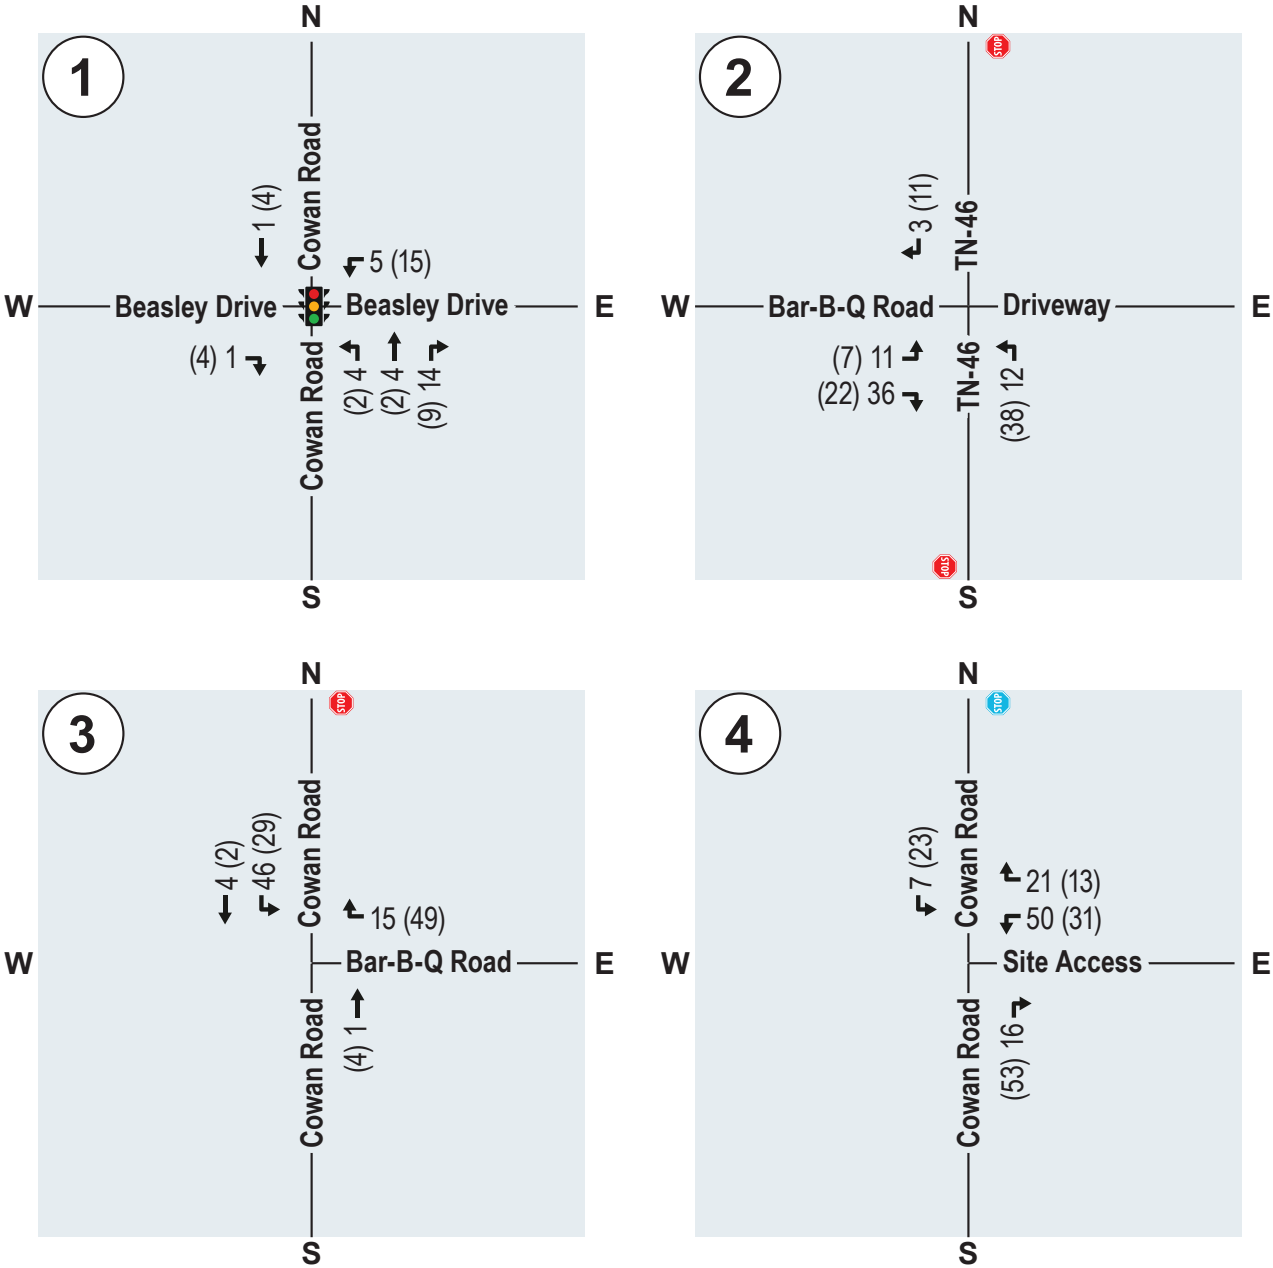 N
1
Cowan Road
1 (4)
5 (15)
W
Beasley Drive
Beasley Drive
E
(4) 1
(2) 4
(2) 4
(9) 14
Cowan Road
S
N
STOP
2
TN-46
3 (11)
W
Bar-B-Q Road
Driveway
E
(7) 11
(22) 36
TN-46
(38) 12
STOP
S
N
STOP
3
Cowan Road
4 (2)
46 (29)
15 (49)
W
Bar-B-Q Road
E
(4) 1
Cowan Road
S
N
STOP
4
Cowan Road
7 (23)
21 (13)
50 (31)
W
Site Access
E
(53) 16
Cowan Road
S